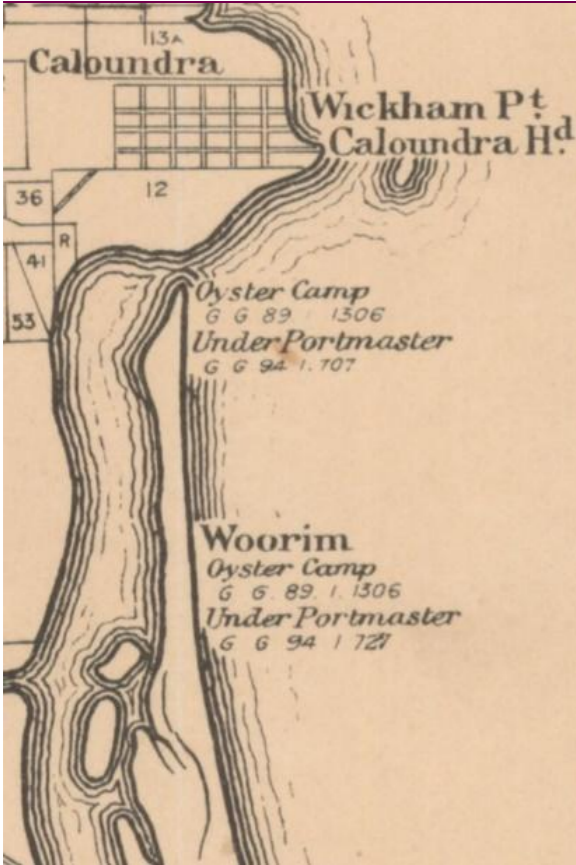 13A
Caloundra
Wickham Pt.
Caloundra Hd.
36
12
R
41
53
Oyster Camp
G G 89 1306
Under Portmaster
G G 94. 1. 707
Woorim
Oyster Camp
G G. 89. 1. 1306
Under Portmaster
G G 94 1 727